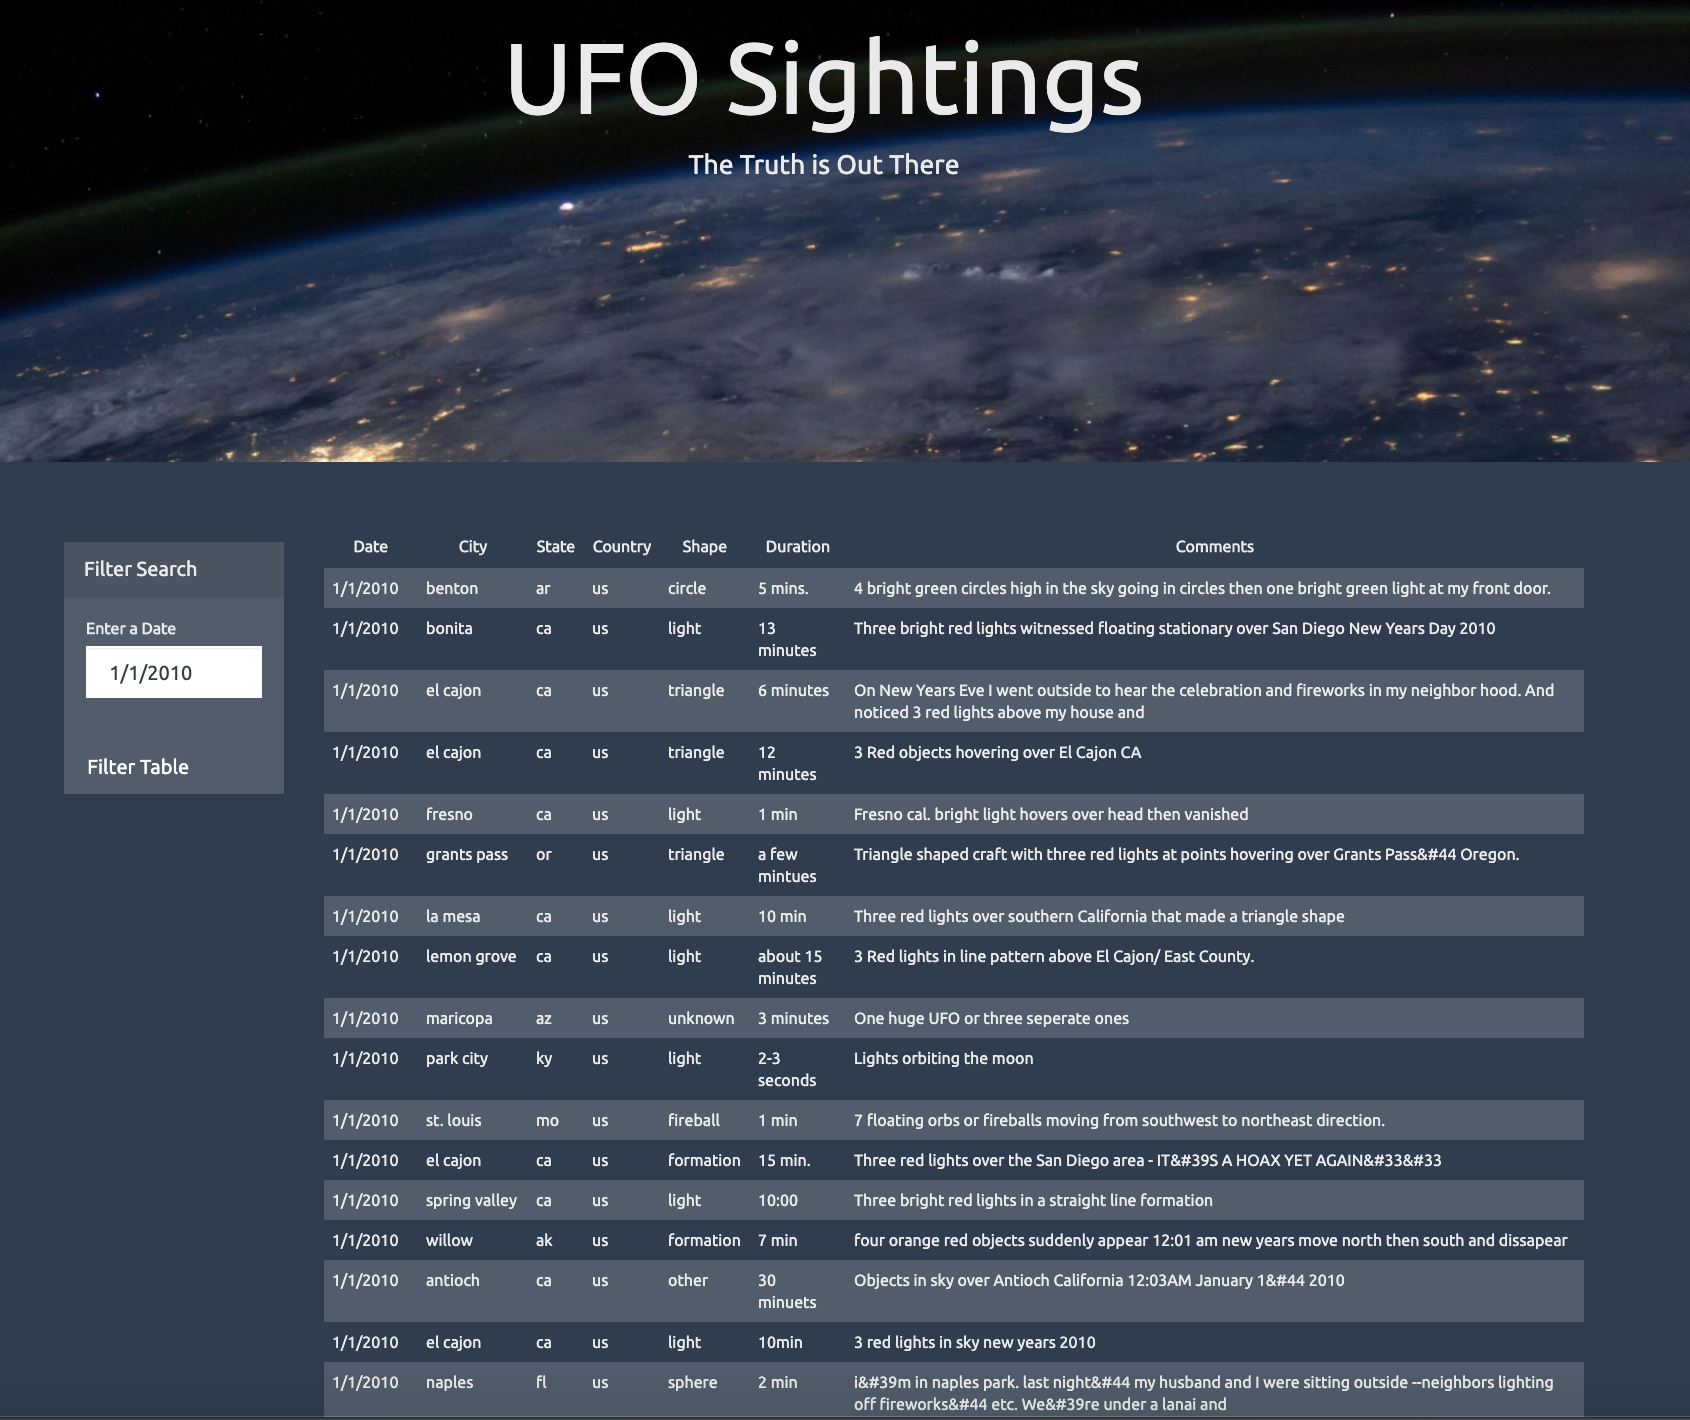 UFO Sightings
The Truth is Out There
Filter Search
Enter a Date
1/1/2010
Filter Table
Date City State Country Shape Duration Comments
1/1/2010 benton ar us circle 5 mins. 4 bright green circles high in the sky going in circles then one bright green light at my front door.
1/1/2010 bonita ca us light 13 Three bright red lights witnessed floating stationary over San Diego New Years Day 2010
minutes
1/1/2010 el cajon ca us triangle 6 minutes On New Years Eve I went outside to hear the celebration and fireworks in my neighbor hood. And
noticed 3 red lights above my house and
1/1/2010 el cajon ca us triangle 12 3 Red objects hovering over El Cajon CA
minutes
1/1/2010 fresno ca us light 1 min Fresno cal. bright light hovers over head then vanished
1/1/2010 grants pass or us triangle a few Triangle shaped craft with three red lights at points hovering over Grants Pass&#44 Oregon.
mintues
1/1/2010 la mesa ca us light 10 min Three red lights over southern California that made a triangle shape
1/1/2010 lemon grove ca us light about 15 3 Red lights in line pattern above El Cajon/ East County.
minutes
1/1/2010 maricopa az us unknown 3 minutes One huge UFO or three seperate ones
1/1/2010 park city ky us light 2-3 Lights orbiting the moon
seconds
1/1/2010 st. louis mo us fireball 1 min 7 floating orbs or fireballs moving from southwest to northeast direction.
1/1/2010 el cajon ca us formation 15 min. Three red lights over the San Diego area - IT&#39S A HOAX YET AGAIN&#33&#33
1/1/2010 spring valley ca us light 10:00 Three bright red lights in a straight line formation
1/1/2010 willow ak us formation 7 min four orange red objects suddenly appear 12:01 am new years move north then south and dissapear
1/1/2010 antioch ca us other 30 Objects in sky over Antioch California 12:03AM January 1&#44 2010
minuets
1/1/2010 el cajon ca us light 10min 3 red lights in sky new years 2010
1/1/2010 naples fl us sphere 2 min i&#39m in naples park. last night&#44 my husband and I were sitting outside --neighbors lighting
off fireworks&#44 etc. We&#39re under a lanai and